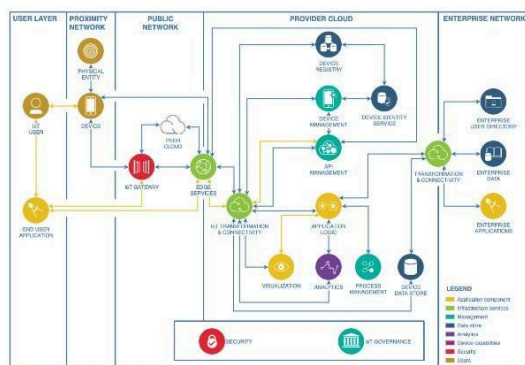 USER LAYER
PROXIMITY
NETWORK
PUBLIC
NETWORK
PROVIDER CLOUD
ENTERPRISE NETWORK
PHYSICAL
ENTITY
DEVICE
REGISTRY
IoT
USER
DEVICE
PEER
CLOUD
DEVICE
MANAGEMENT
DEVICE IDENTITY
SERVICE
ENTERPRISE
USER DIRECTORY
IoT GATEWAY
EDGE
SERVICES
API
MANAGEMENT
TRANSFORMATION
& CONNECTIVITY
ENTERPRISE
DATA
END USER
APPLICATION
IoT TRANSFORMATION
& CONNECTIVITY
APPLICATION
LOGIC
ENTERPRISE
APPLICATIONS
VISUALIZATION
ANALYTICS
PROCESS
MANAGEMENT
DEVICE
DATA STORE
LEGEND
Application component
Infrastructure services
Management
Data store
Analytics
Device capabilities
Security
Users
SECURITY
IoT GOVERNANCE